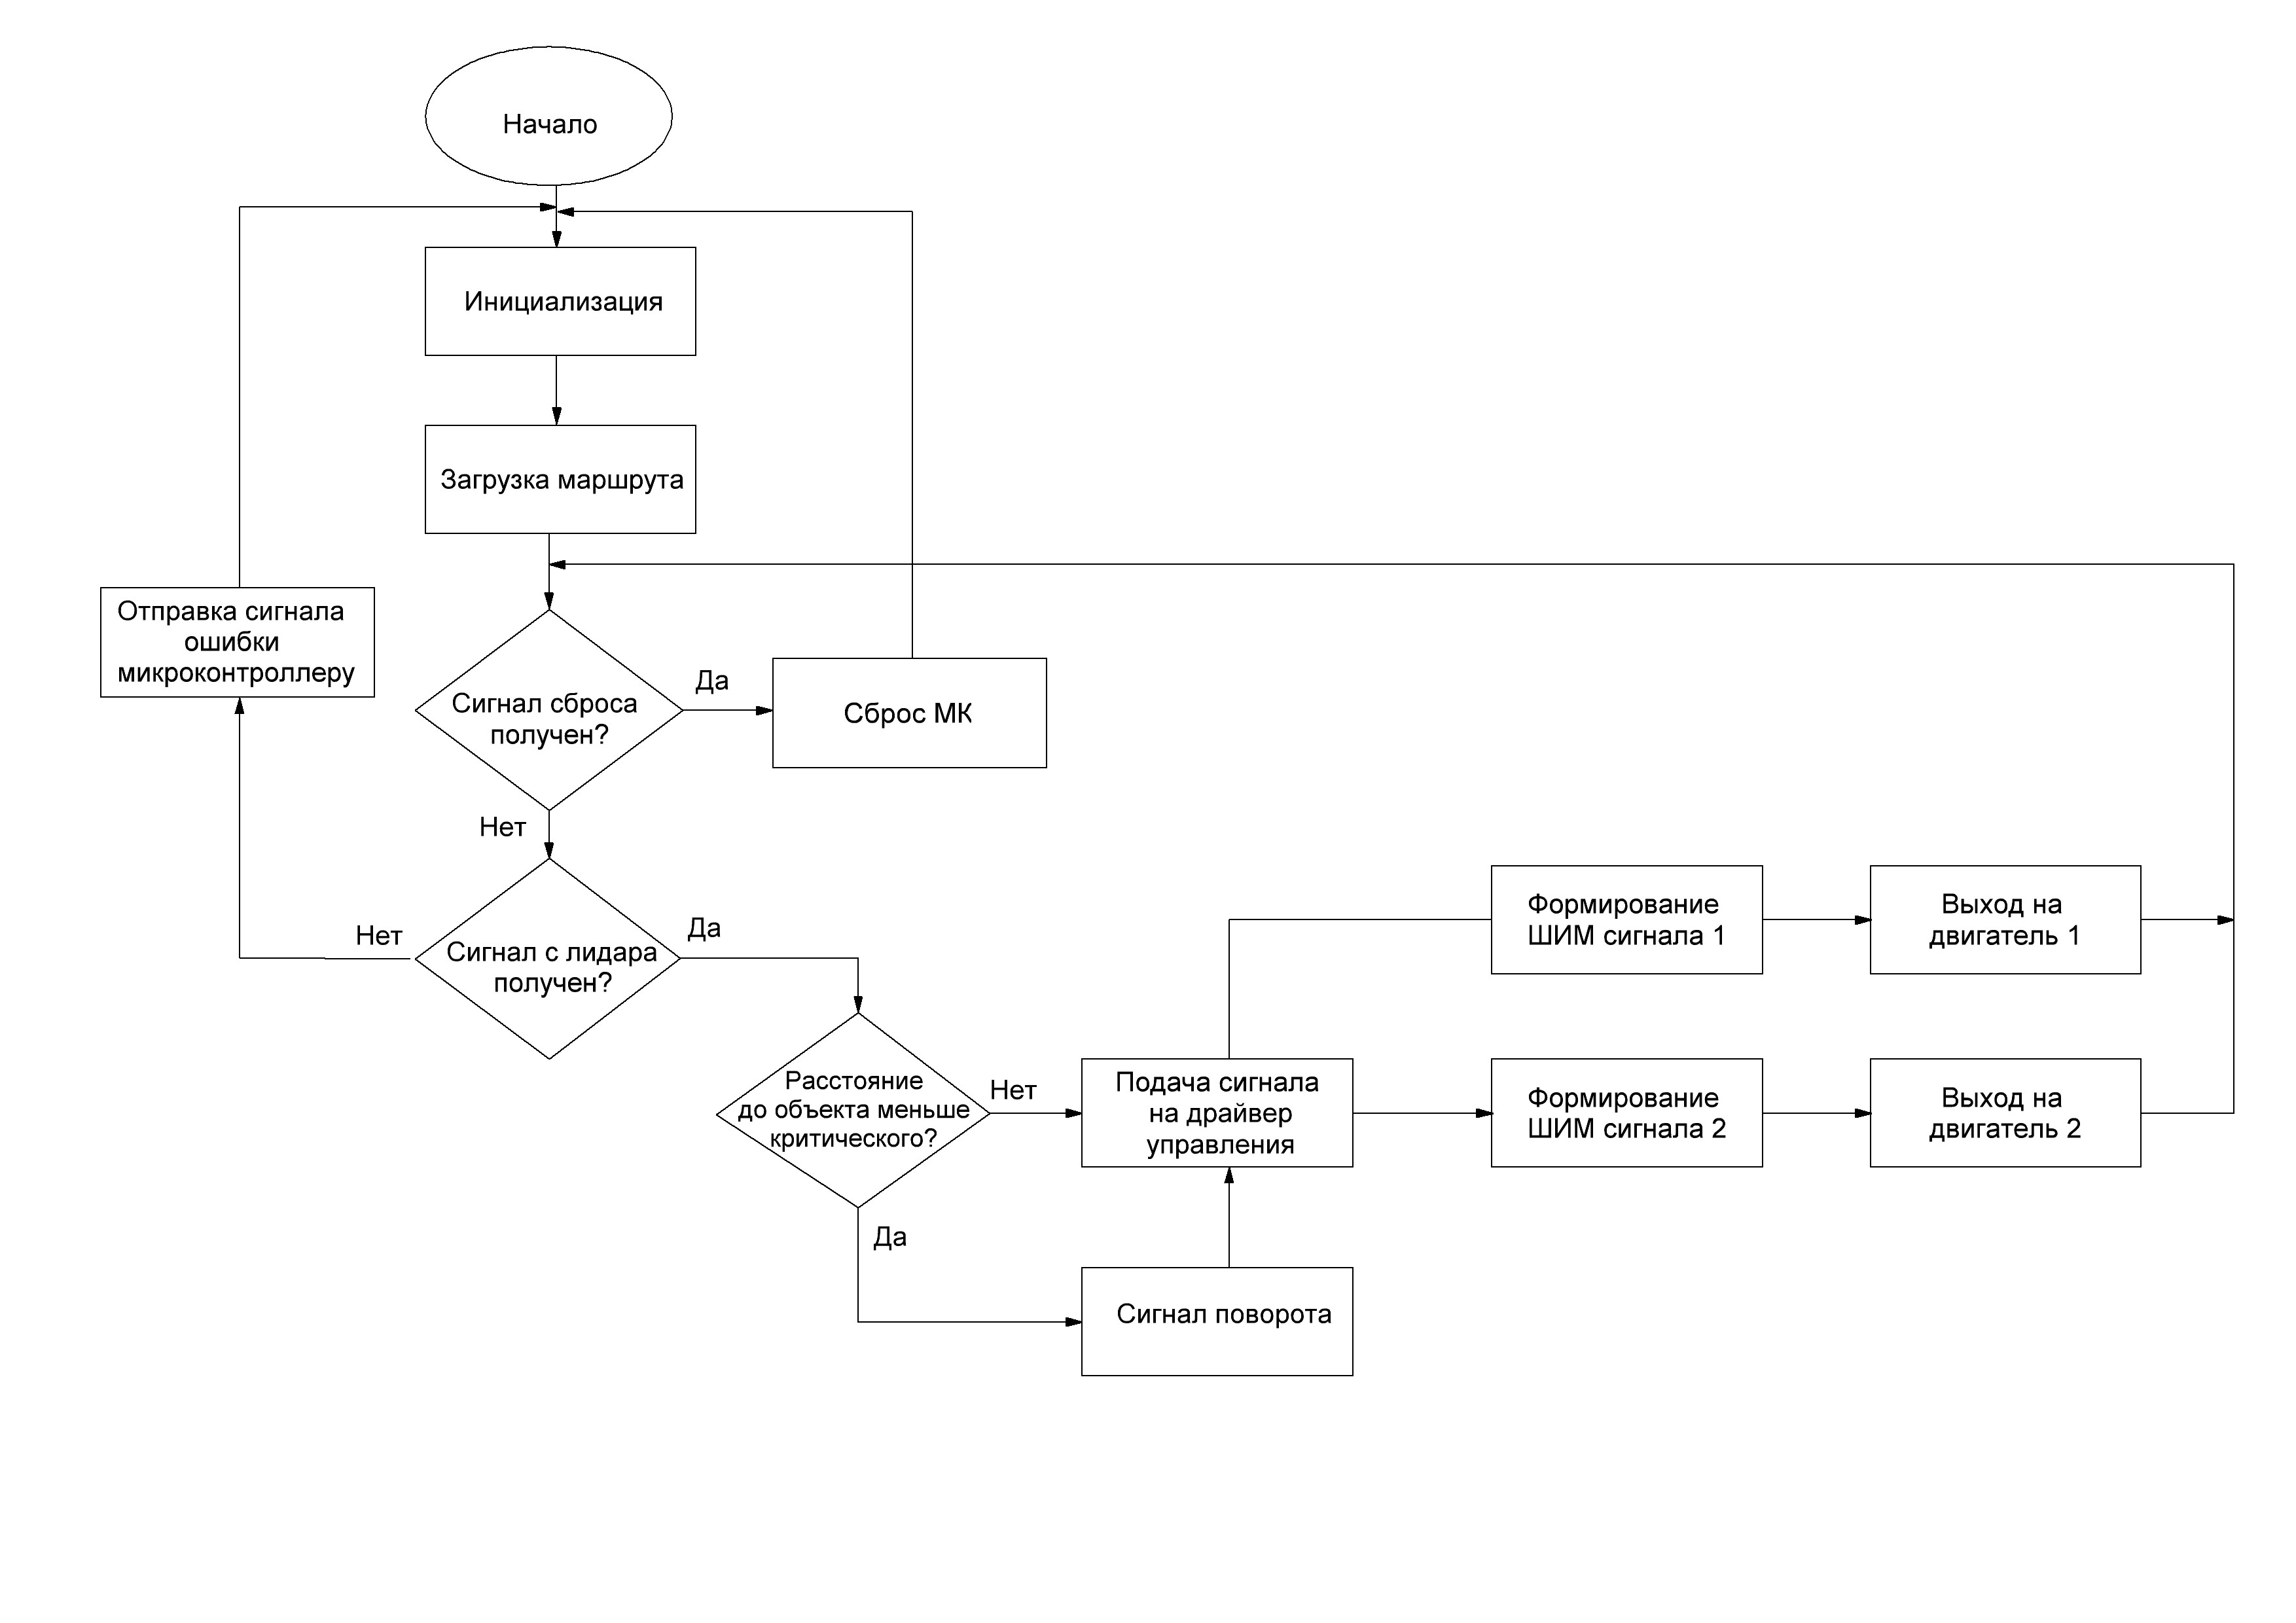 Начало
Инициализация
Загрузка маршрута
Отправка сигнала
ошибки
микроконтроллеру
Сигнал сброса
получен?
Да
Сброс МК
Нет
Сигнал с лидара
получен?
Нет
Да
Расстояние
до объекта меньше
критического?
Нет
Да
Подача сигнала
на драйвер
управления
Сигнал поворота
Формирование
ШИМ сигнала 1
Выход на
двигатель 1
Формирование
ШИМ сигнала 2
Выход на
двигатель 2